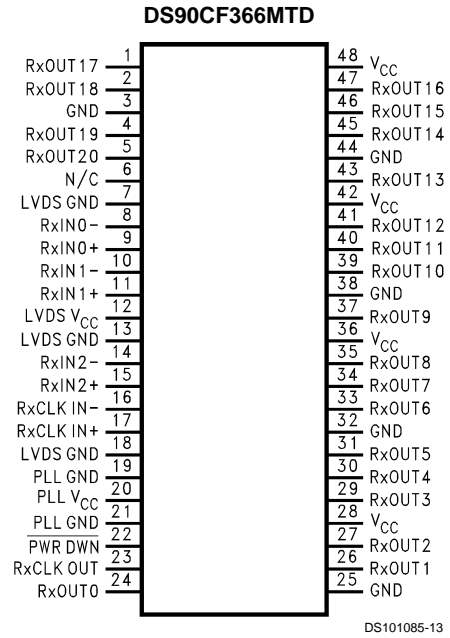 DS90CF366MTD
RxOUT17 1
RxOUT18 2
GND 3
RxOUT19 4
RxOUT20 5
N/C 6
LVDS GND 7
RxIN0- 8
RxIN0+ 9
RxIN1- 10
RxIN1+ 11
LVDS VCC 12
LVDS GND 13
RxIN2- 14
RxIN2+ 15
RxCLK IN- 16
RxCLK IN+ 17
LVDS GND 18
PLL GND 19
PLL VCC 20
PLL GND 21
PWR DWN 22
RxCLK OUT 23
RxOUT0 24
48 VCC
47 RxOUT16
46 RxOUT15
45 RxOUT14
44 GND
43 RxOUT13
42 VCC
41 RxOUT12
40 RxOUT11
39 RxOUT10
38 GND
37 RxOUT9
36 VCC
35 RxOUT8
34 RxOUT7
33 RxOUT6
32 GND
31 RxOUT5
30 RxOUT4
29 RxOUT3
28 VCC
27 RxOUT2
26 RxOUT1
25 GND
DS101085-13